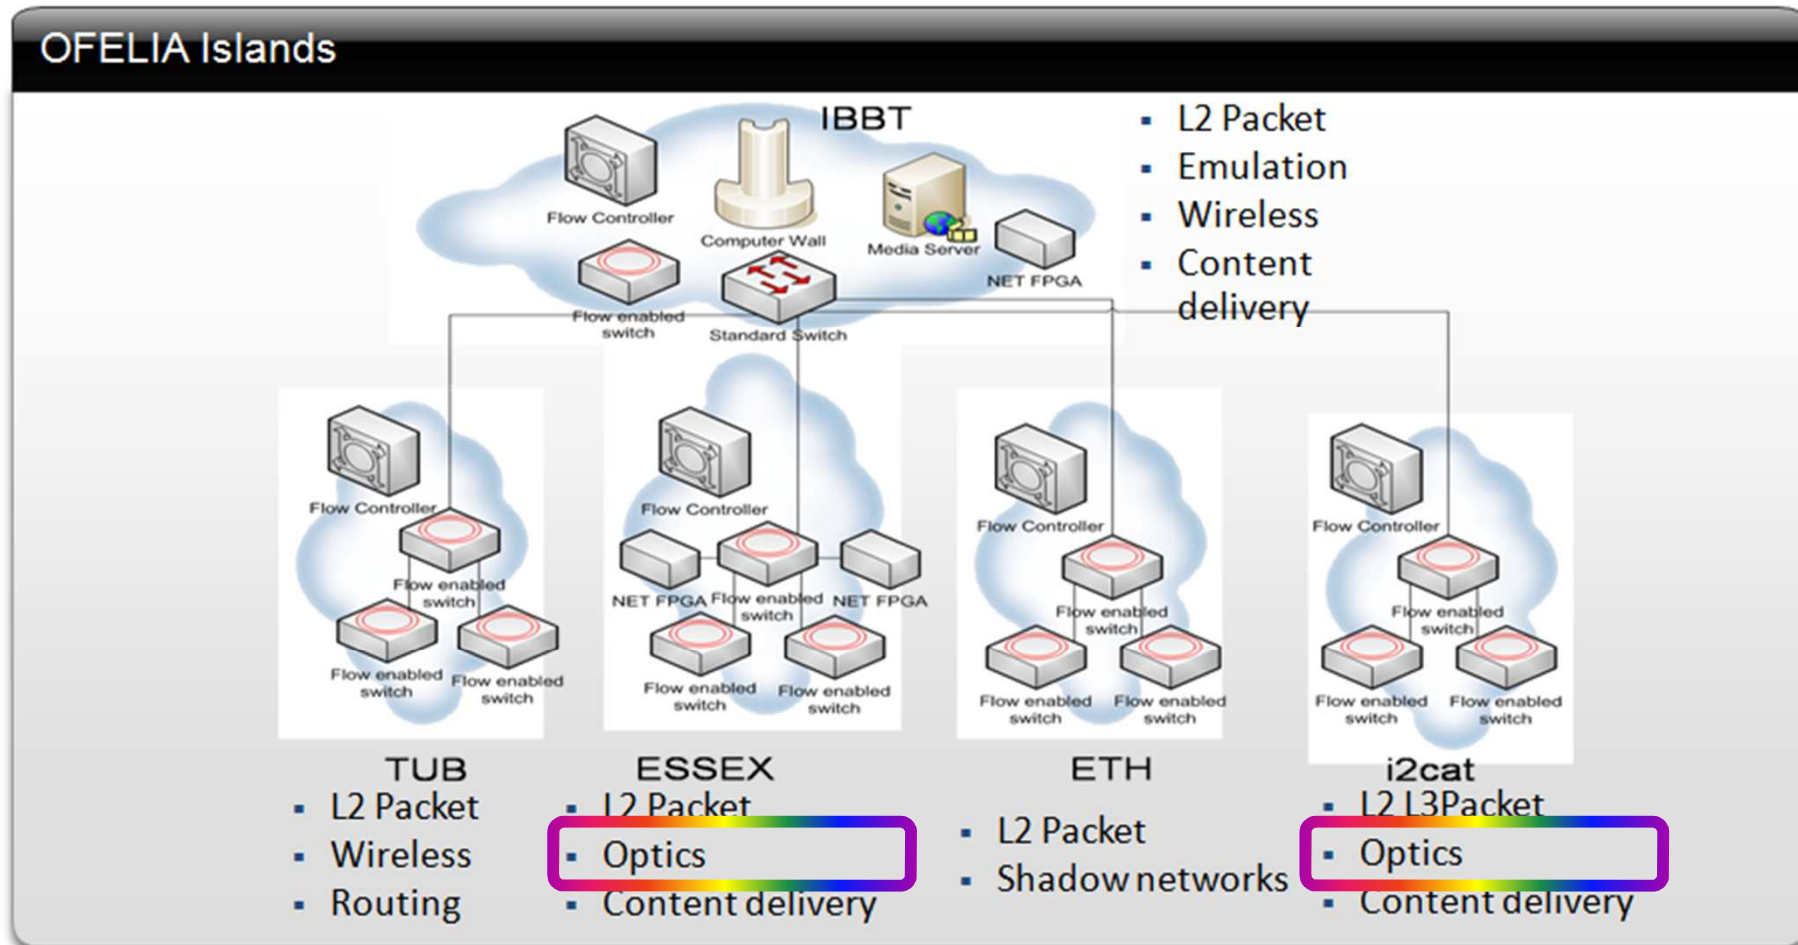 OFELIA Islands
IBBT
Flow Controller
Computer Wall
Media Server
NET FPGA
Flow enabled
switch
Standard Switch
▪ L2 Packet
▪ Emulation
▪ Wireless
▪ Content
delivery
Flow Controller
Flow enabled
switch
Flow enabled
switch
Flow enabled
switch
TUB
▪ L2 Packet
▪ Wireless
▪ Routing
Flow Controller
NET FPGA
Flow enabled
switch
NET FPGA
Flow enabled
switch
Flow enabled
switch
ESSEX
▪ L2 Packet
▪ Optics
▪ Content delivery
Flow Controller
Flow enabled
switch
Flow enabled
switch
Flow enabled
switch
ETH
▪ L2 Packet
▪ Shadow networks
Flow Controller
Flow enabled
switch
Flow enabled
switch
Flow enabled
switch
i2cat
▪ L2 L3Packet
▪ Optics
▪ Content delivery